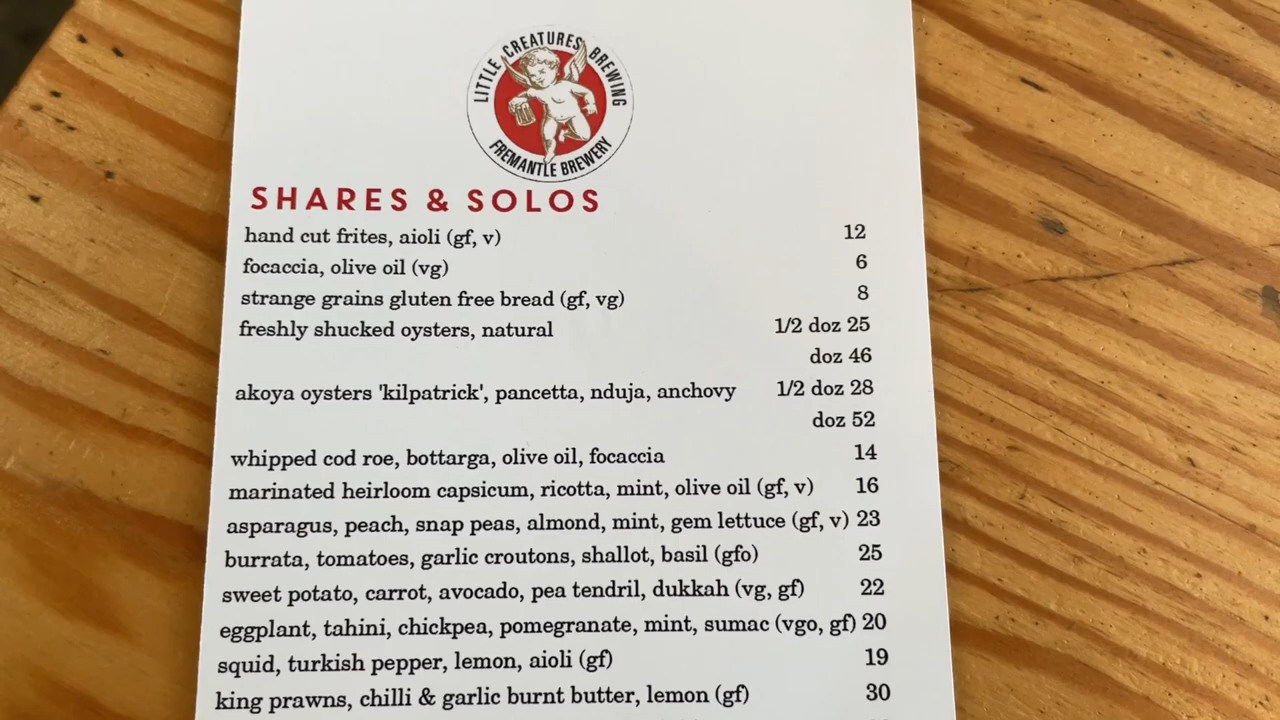 LITTLE CREATURES BREWING
FREMANTLE BREWERY
SHARES & SOLOS
hand cut frites, aioli (gf, v) 12
focaccia, olive oil (vg) 6
strange grains gluten free bread (gf, vg) 8
freshly shucked oysters, natural 1/2 doz 25
doz 46
akoya oysters 'kilpatrick', pancetta, nduja, anchovy 1/2 doz 28
doz 52
whipped cod roe, bottarga, olive oil, focaccia 14
marinated heirloom capsicum, ricotta, mint, olive oil (gf, v) 16
asparagus, peach, snap peas, almond, mint, gem lettuce (gf, v) 23
burrata, tomatoes, garlic croutons, shallot, basil (gfo) 25
sweet potato, carrot, avocado, pea tendril, dukkah (vg, gf) 22
eggplant, tahini, chickpea, pomegranate, mint, sumac (vgo, gf) 20
squid, turkish pepper, lemon, aioli (gf) 19
king prawns, chilli & garlic burnt butter, lemon (gf) 30